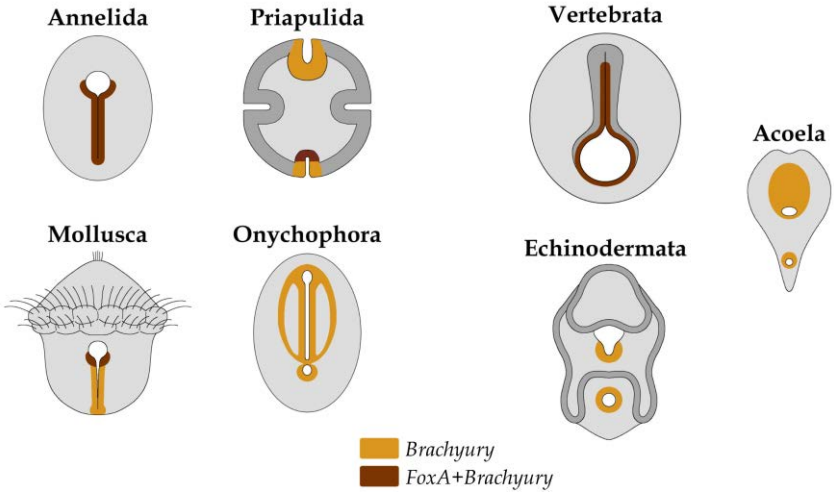 Annelida
Priapulida
Vertebrata
Acoela
Mollusca
Onychophora
Echinodermata
Brachyury
FoxA+Brachyury